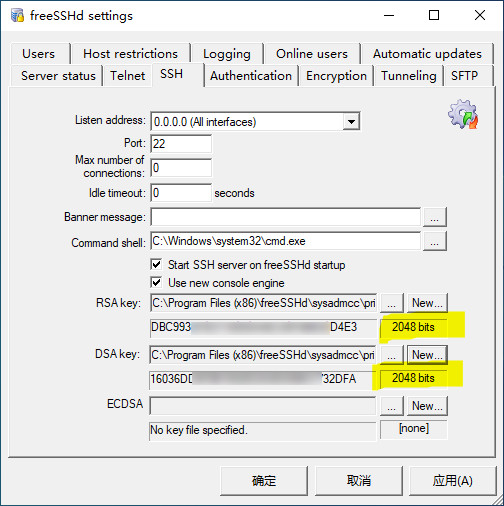 freeSSHd settings
Users Host restrictions Logging Online users Automatic updates
Server status Telnet SSH Authentication Encryption Tunneling SFTP
Listen address: 0.0.0.0 (All interfaces)
Port: 22
Max number of
connections: 0
Idle timeout: 0 seconds
Banner message: ...
Command shell: C:\Windows\system32\cmd.exe ...
Start SSH server on freeSSHd startup
Use new console engine
RSA key: C:\Program Files (x86)\freeSSHd\sysadmcc\pri ... New...
DBC993 D4E3 2048 bits
DSA key: C:\Program Files (x86)\freeSSHd\sysadmcc\pri ... New...
16036DD 32DFA 2048 bits
ECDSA ... New...
No key file specified. [none]
确定 取消 应用(A)